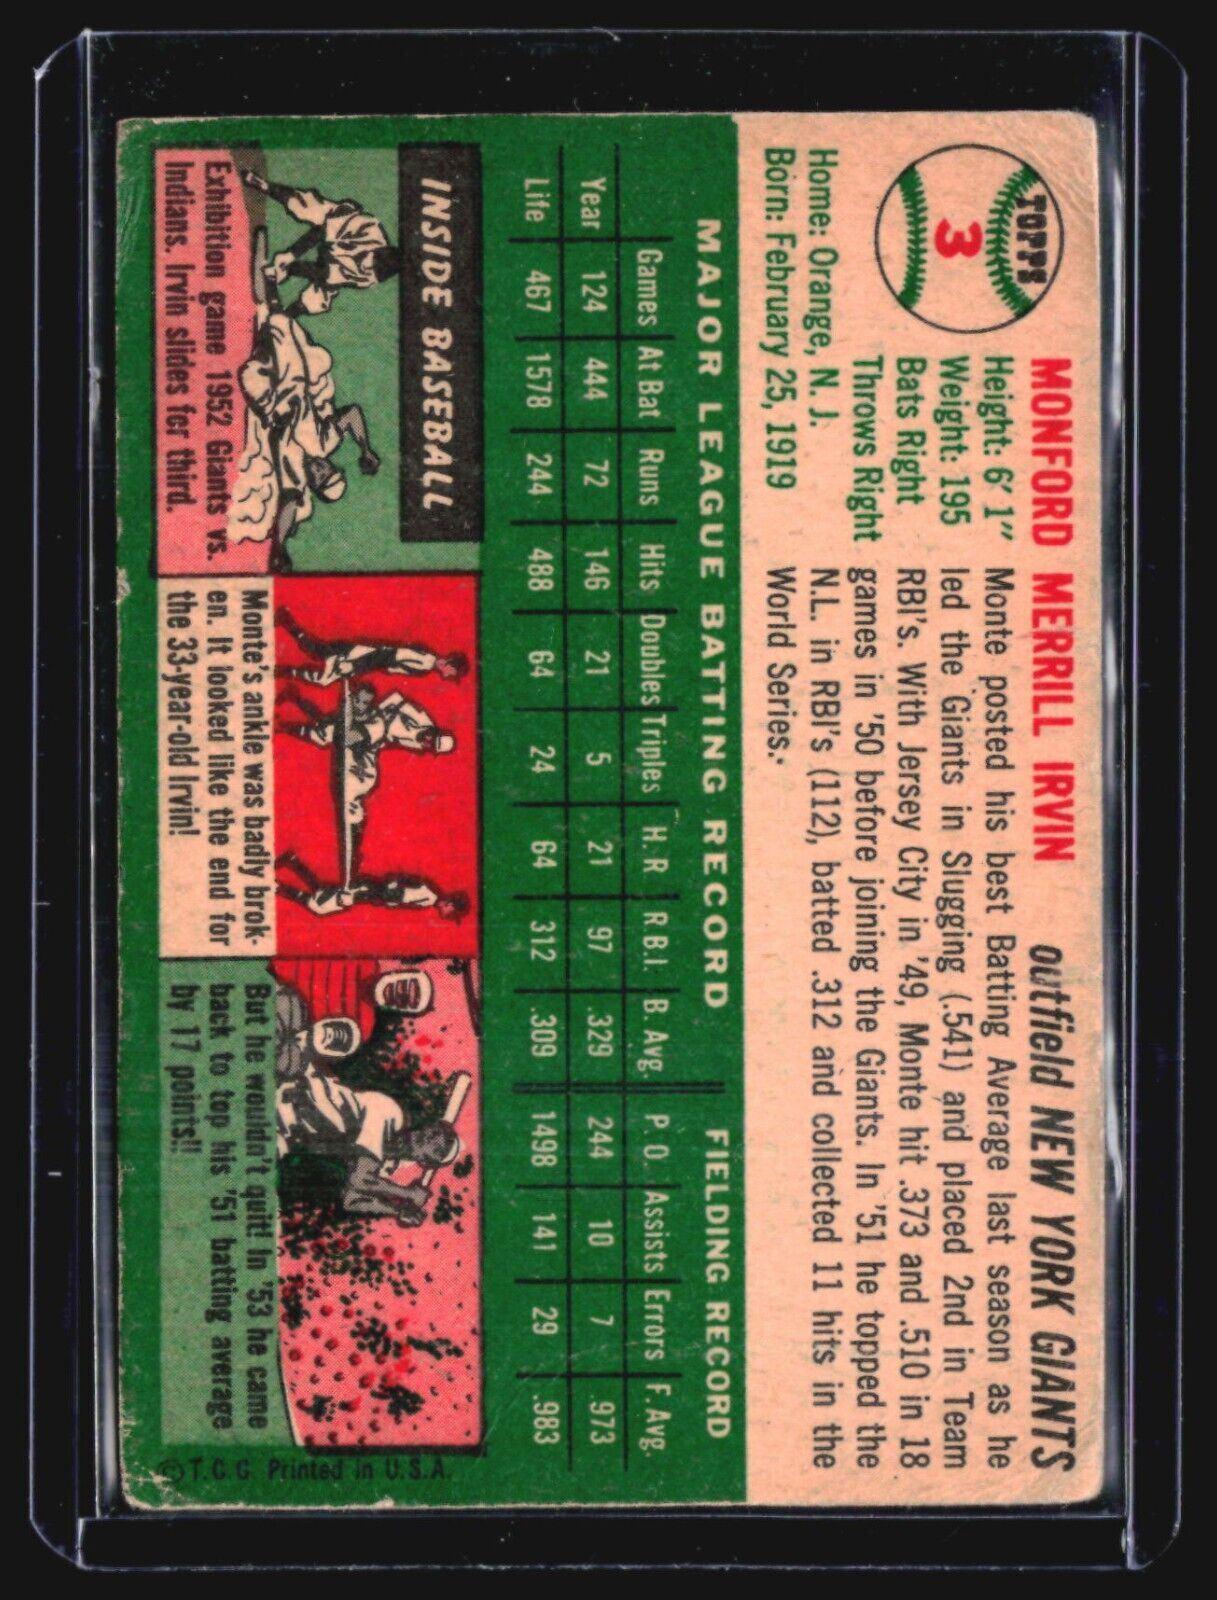 TOPPS
3
MONFORD MERRILL IRVIN outfield NEW YORK GIANTS
Height: 6' 1"
Weight: 195
Bats Right
Throws Right
Home: Orange, N. J.
Born: February 25, 1919
Monte posted his best Batting Average last season as he
led the Giants in Slugging (.541) and placed 2nd in Team
RBI's. With Jersey City in '49, Monte hit .373 and .510 in 18
games in '50 before joining the Giants. In '51 he topped the
N.L. in RBI's (112), batted .312 and collected 11 hits in the
World Series.
MAJOR LEAGUE BATTING RECORD FIELDING RECORD
Games At Bat Runs Hits Doubles Triples H. R R.B.I. B. Avg. P. O. Assists Errors F. Avg.
Year 124 444 72 146 21 5 21 97 .329 244 10 7 .973
Life 467 1578 244 488 64 24 64 312 .309 1498 141 29 .983
INSIDE BASEBALL
Exhibition game 1952 Giants vs.
Indians. Irvin slides for third.
Monte's ankle was badly brok-
en. It looked like the end for
the 33-year-old Irvin!
But he wouldn't quit! In '53 he came
back to top his '51 batting average
by 17 points!!
© T.C.G. Printed in U.S.A.